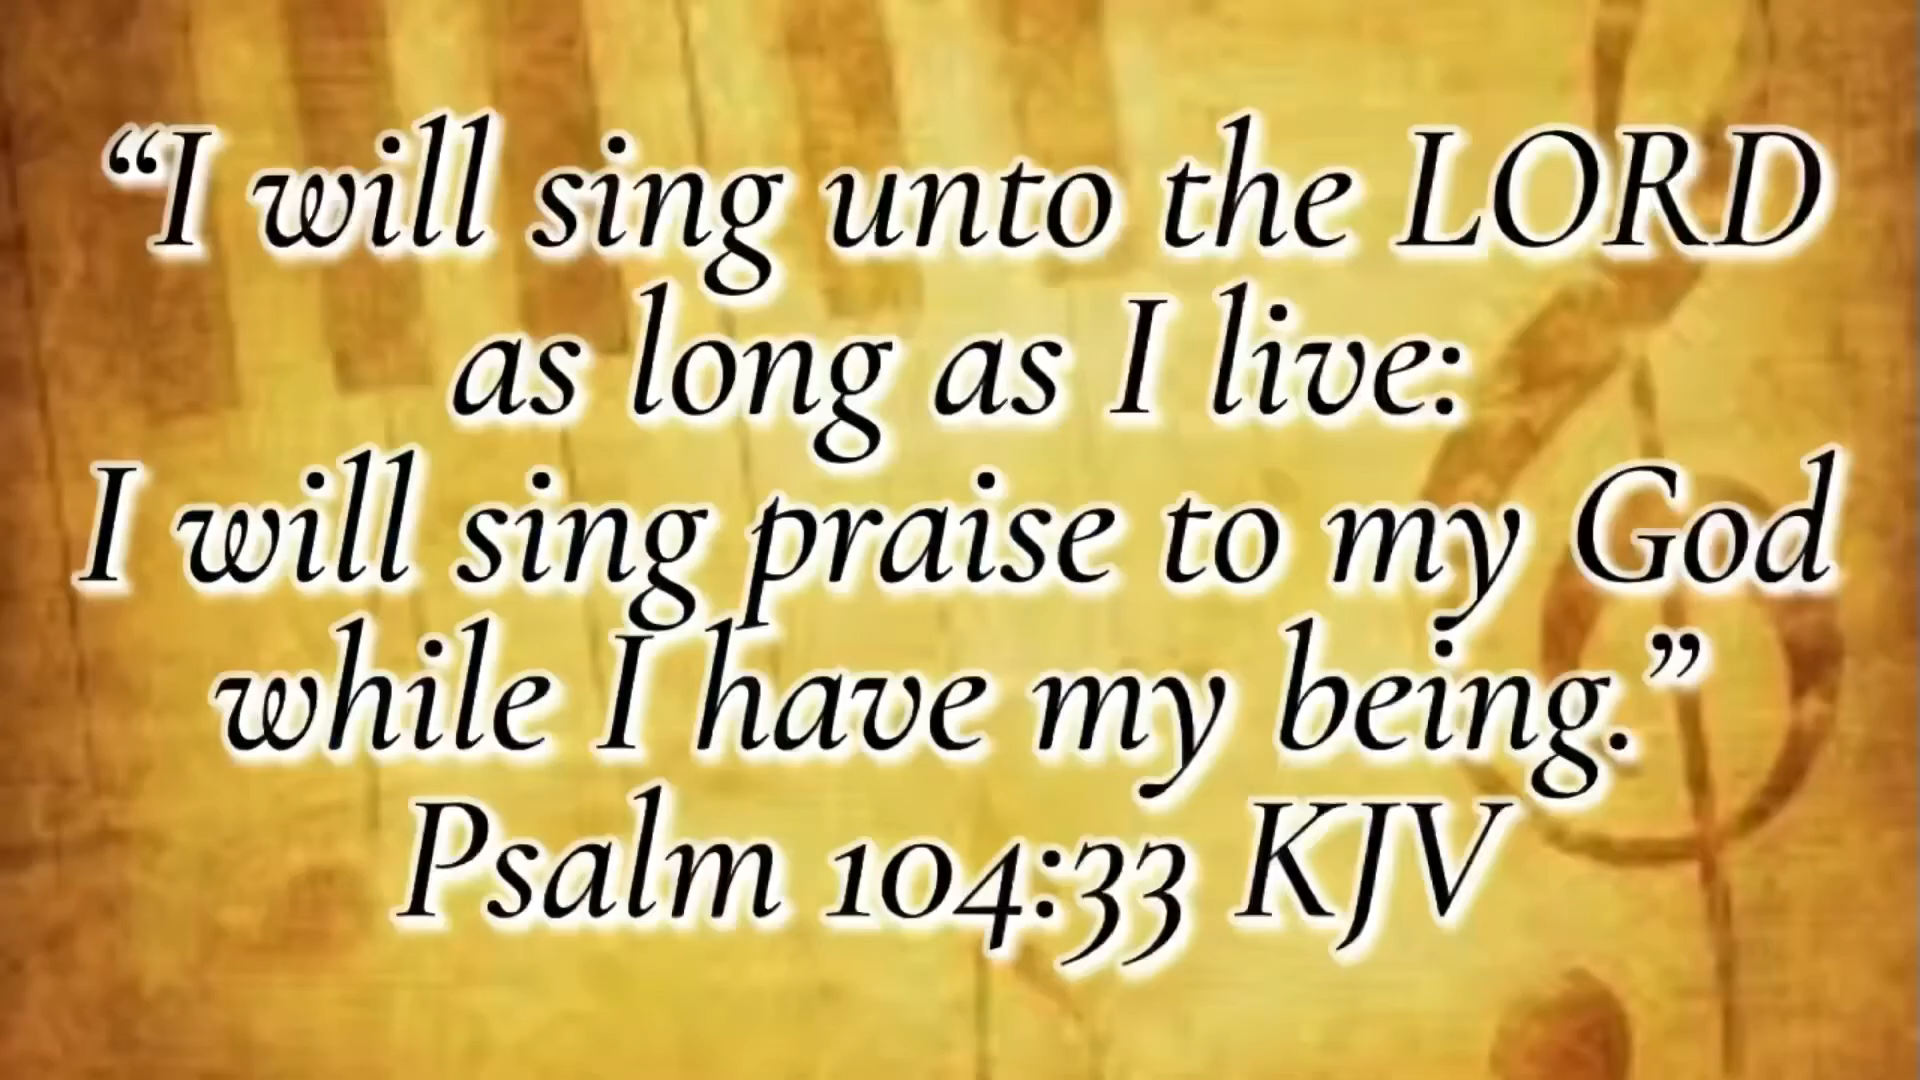 “I will sing unto the LORD
as long as I live:
I will sing praise to my God
while I have my being.”
Psalm 104:33 KJV